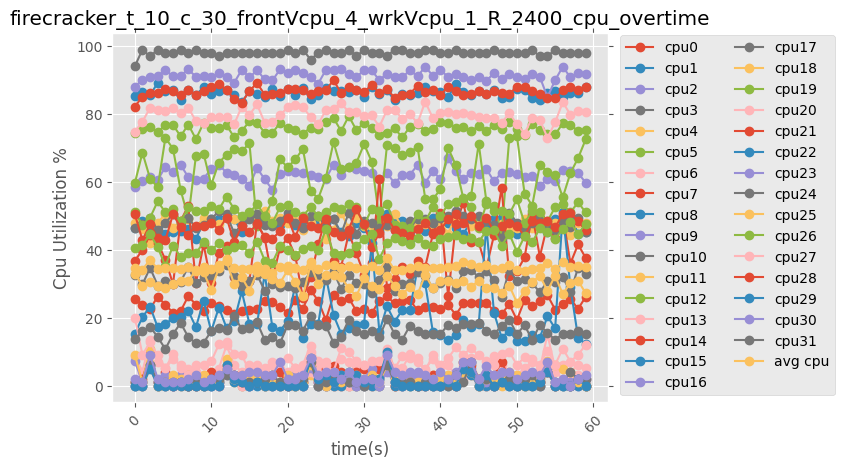 firecracker_t_10_c_30_frontVcpu_4_wrkVcpu_1_R_2400_cpu_overtime
100
80
60
40
20
0
Cpu Utilization %
0
10
20
30
40
50
60
time(s)
cpu0
cpu1
cpu2
cpu3
cpu4
cpu5
cpu6
cpu7
cpu8
cpu9
cpu10
cpu11
cpu12
cpu13
cpu14
cpu15
cpu16
cpu17
cpu18
cpu19
cpu20
cpu21
cpu22
cpu23
cpu24
cpu25
cpu26
cpu27
cpu28
cpu29
cpu30
cpu31
avg cpu